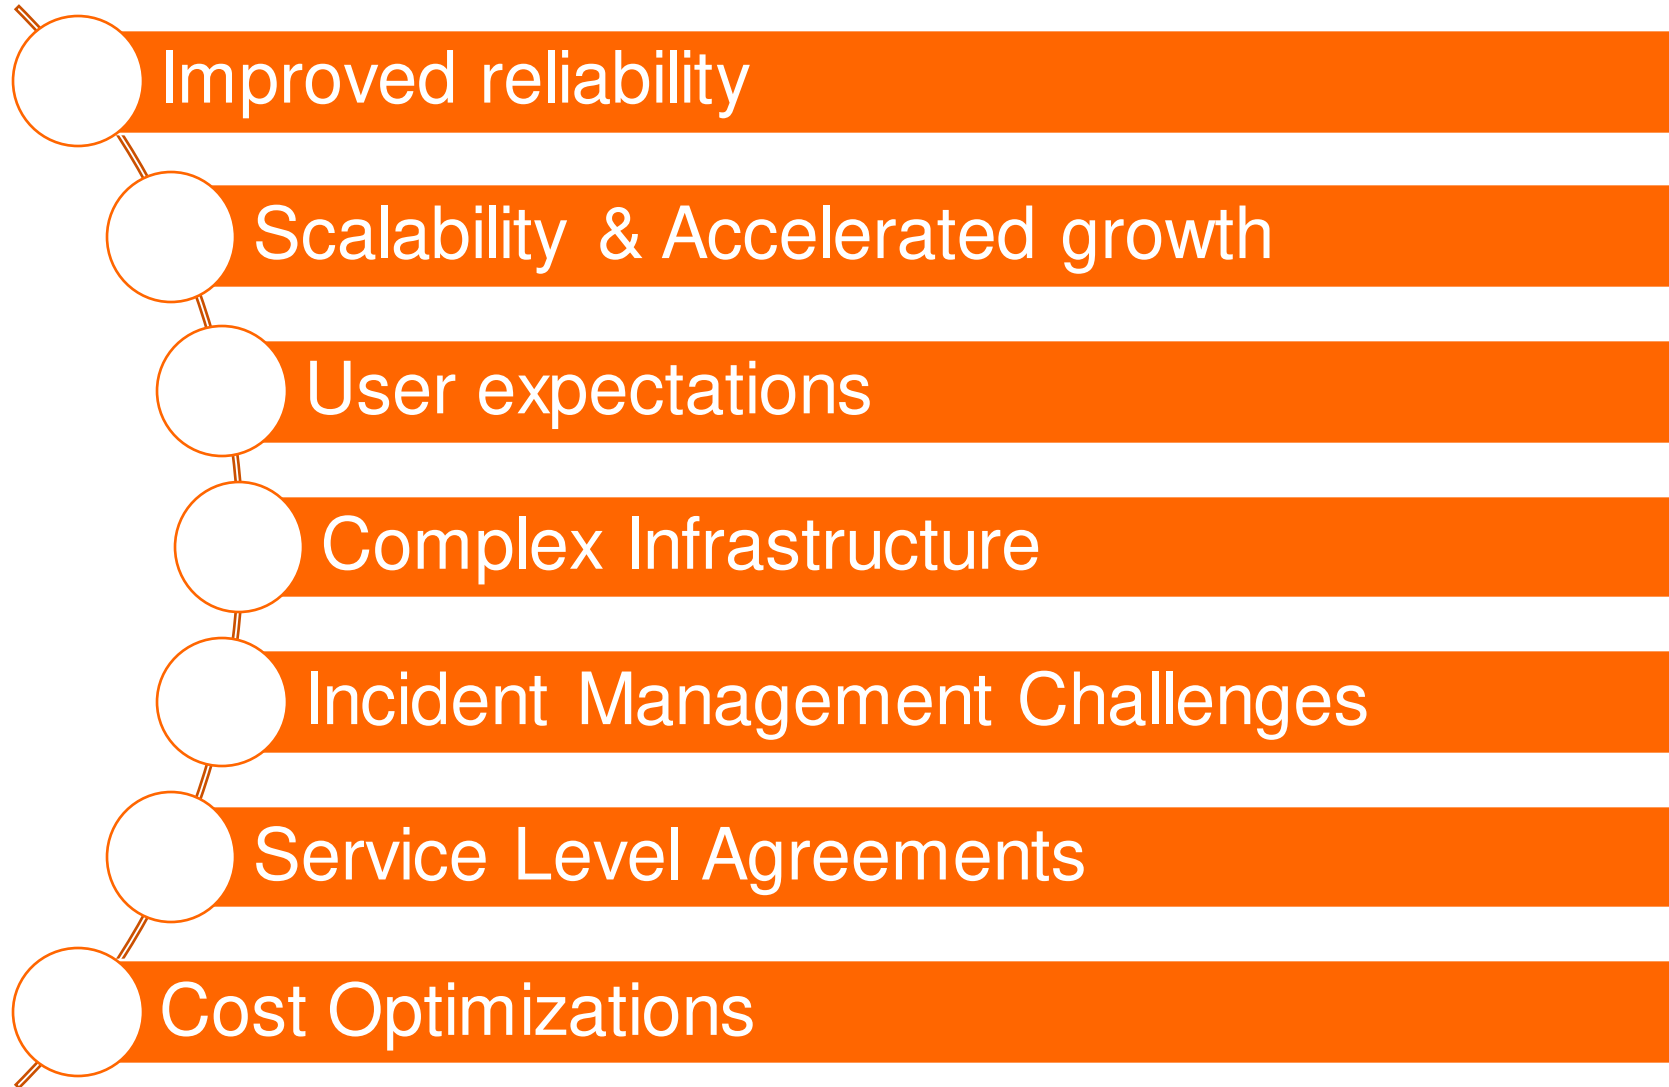 Improved reliability
Scalability & Accelerated growth
User expectations
Complex Infrastructure
Incident Management Challenges
Service Level Agreements
Cost Optimizations